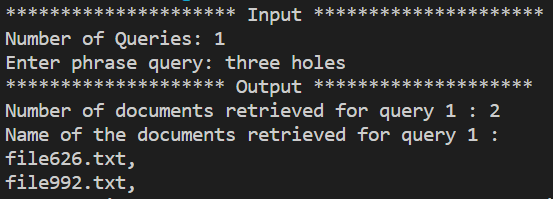 ********************* Input *********************
Number of Queries: 1
Enter phrase query: three holes
******************** Output ********************
Number of documents retrieved for query 1 : 2
Name of the documents retrieved for query 1 :
file626.txt,
file992.txt,